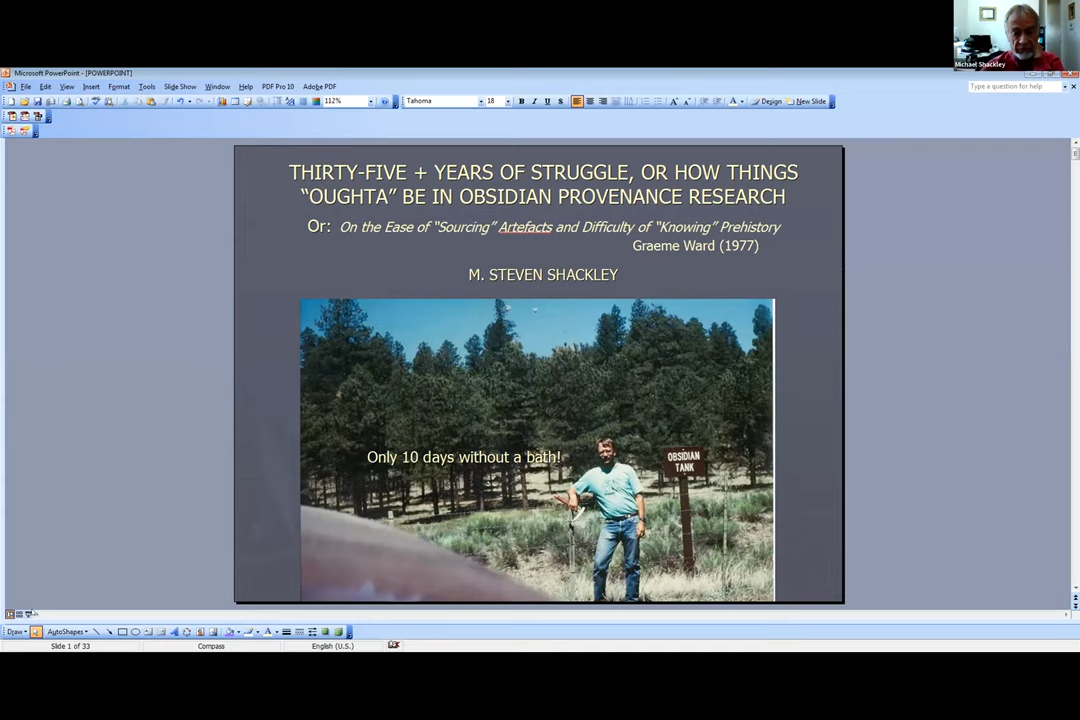 Michael Shackley
Microsoft PowerPoint - [POWERPOINT]
File Edit View Insert Format Tools Slide Show Window Help PDF Pro 10 Adobe PDF
Type a question for help
112% Tahoma 18 B I U S A A A Design New Slide
THIRTY-FIVE + YEARS OF STRUGGLE, OR HOW THINGS
“OUGHTA” BE IN OBSIDIAN PROVENANCE RESEARCH
Or: On the Ease of “Sourcing” Artefacts and Difficulty of “Knowing” Prehistory
Graeme Ward (1977)
M. STEVEN SHACKLEY
Only 10 days without a bath!
OBSIDIAN
TANK
Draw AutoShapes A
Slide 1 of 33 Compass English (U.S.)